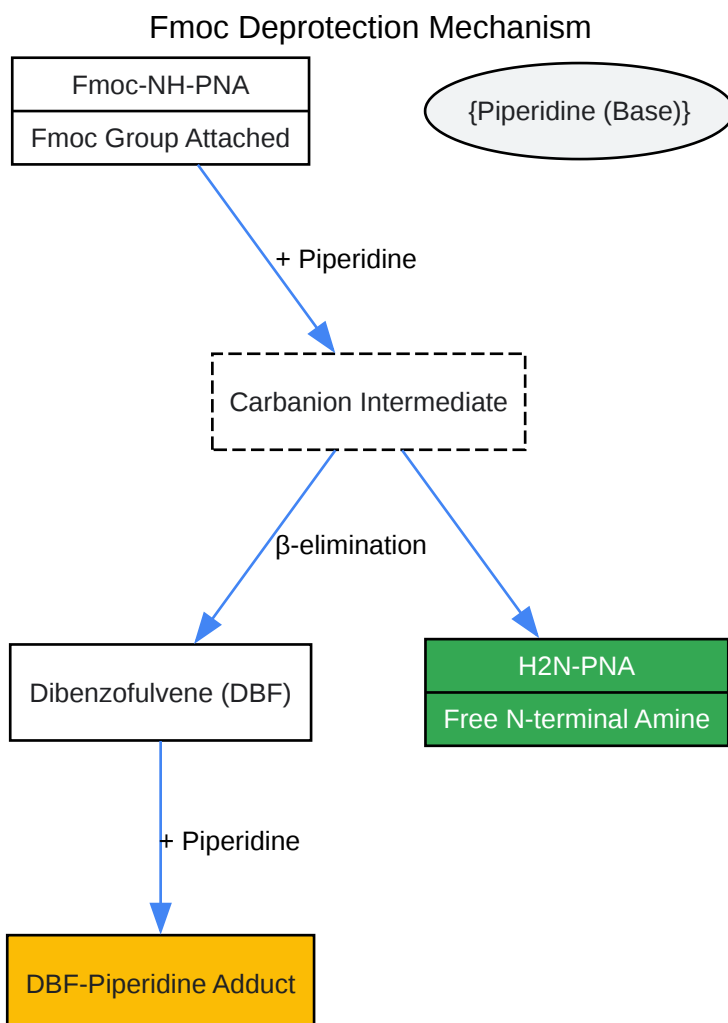 Fmoc Deprotection Mechanism
Fmoc-NH-PNA
Fmoc Group Attached
{Piperidine (Base)}
+ Piperidine
Carbanion Intermediate
β-elimination
Dibenzofulvene (DBF)
H2N-PNA
Free N-terminal Amine
+ Piperidine
DBF-Piperidine Adduct